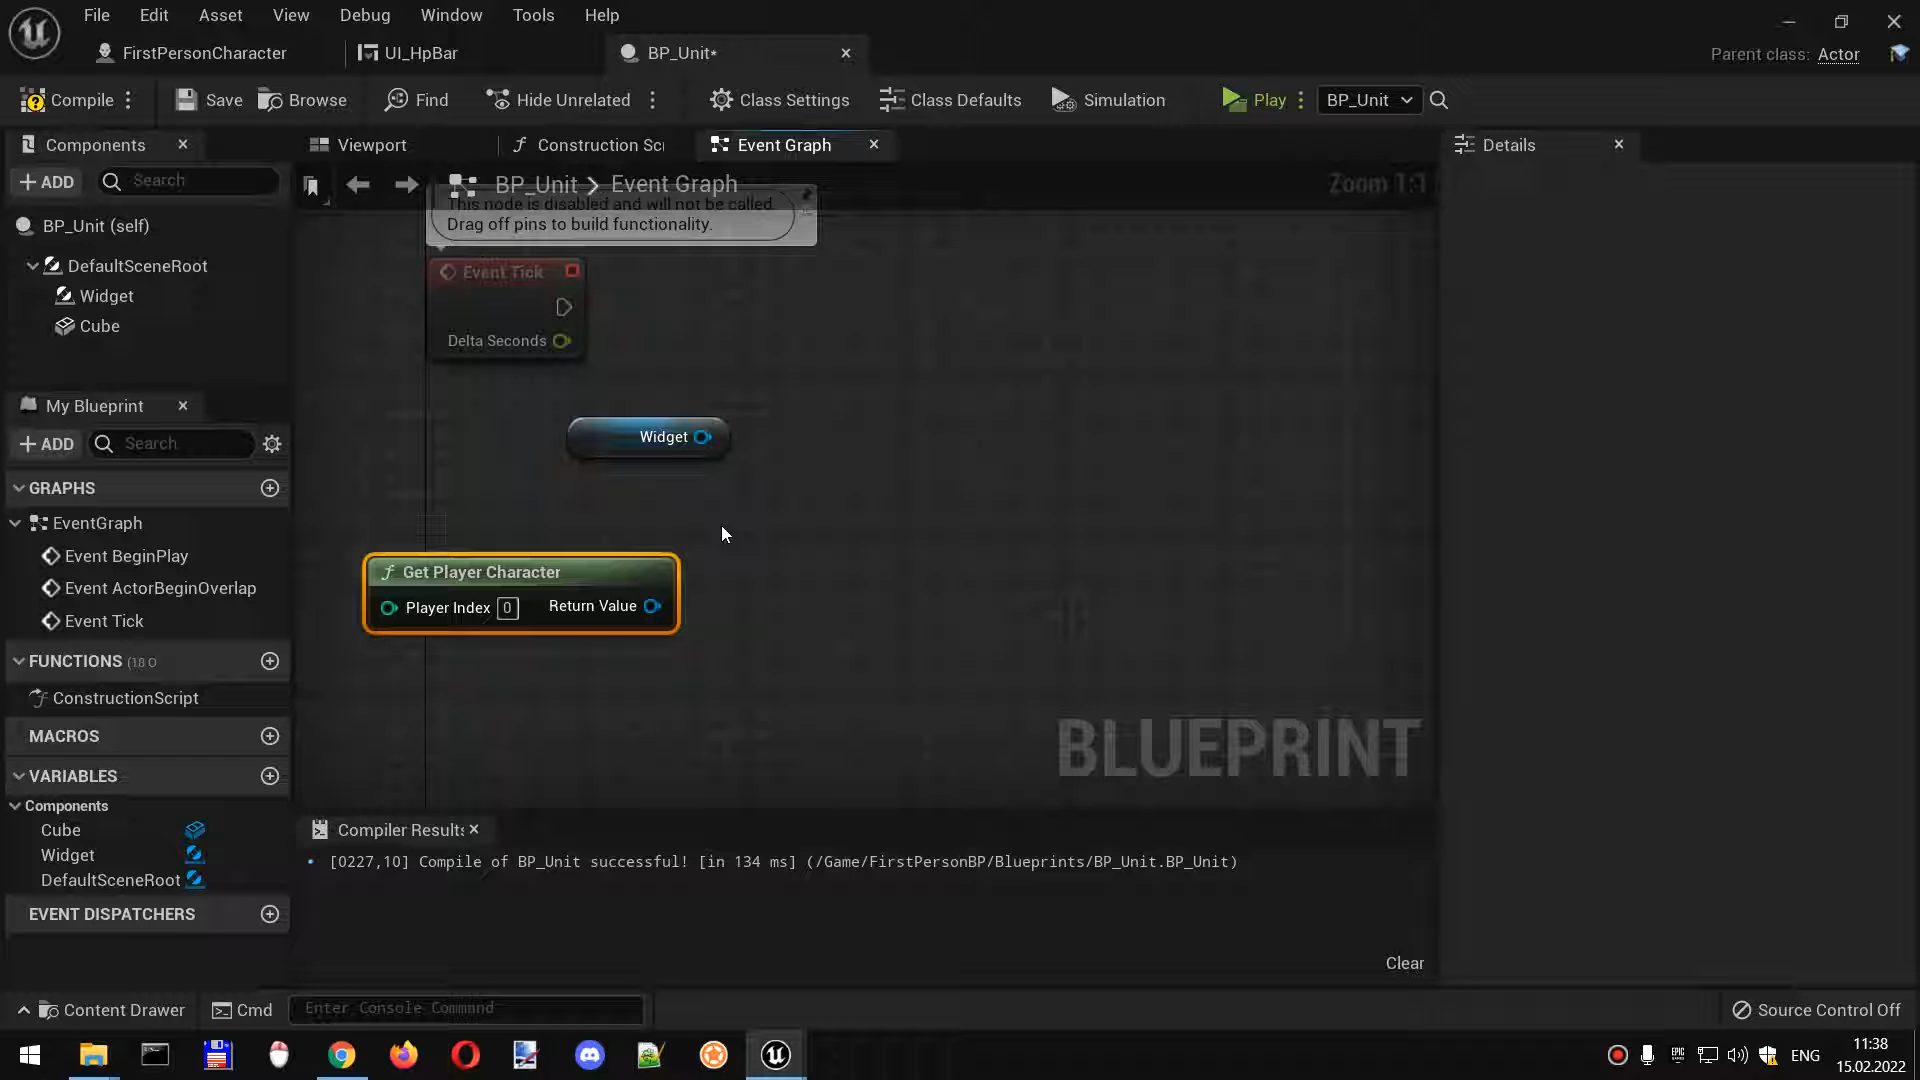 File Edit Asset View Debug Window Tools Help
FirstPersonCharacter UI_HpBar BP_Unit* Parent class: Actor
Compile Save Browse Find Hide Unrelated Class Settings Class Defaults Simulation Play BP_Unit
Components Viewport Construction Scr Event Graph Details
ADD Search BP_Unit > Event Graph Zoom 1:1
This node is disabled and will not be called.
Drag off pins to build functionality.
BP_Unit (self)
DefaultSceneRoot
Widget
Cube
Event Tick
Delta Seconds
Widget
Get Player Character
Player Index 0 Return Value
BLUEPRINT
My Blueprint
ADD Search
GRAPHS
EventGraph
Event BeginPlay
Event ActorBeginOverlap
Event Tick
FUNCTIONS (18 O
ConstructionScript
MACROS
VARIABLES
Components
Cube
Widget
DefaultSceneRoot
EVENT DISPATCHERS
Compiler Results
[0227,10] Compile of BP_Unit successful! [in 134 ms] (/Game/FirstPersonBP/Blueprints/BP_Unit.BP_Unit)
Clear
Content Drawer Cmd Enter Console Command Source Control Off
ENG 11:38
15.02.2022